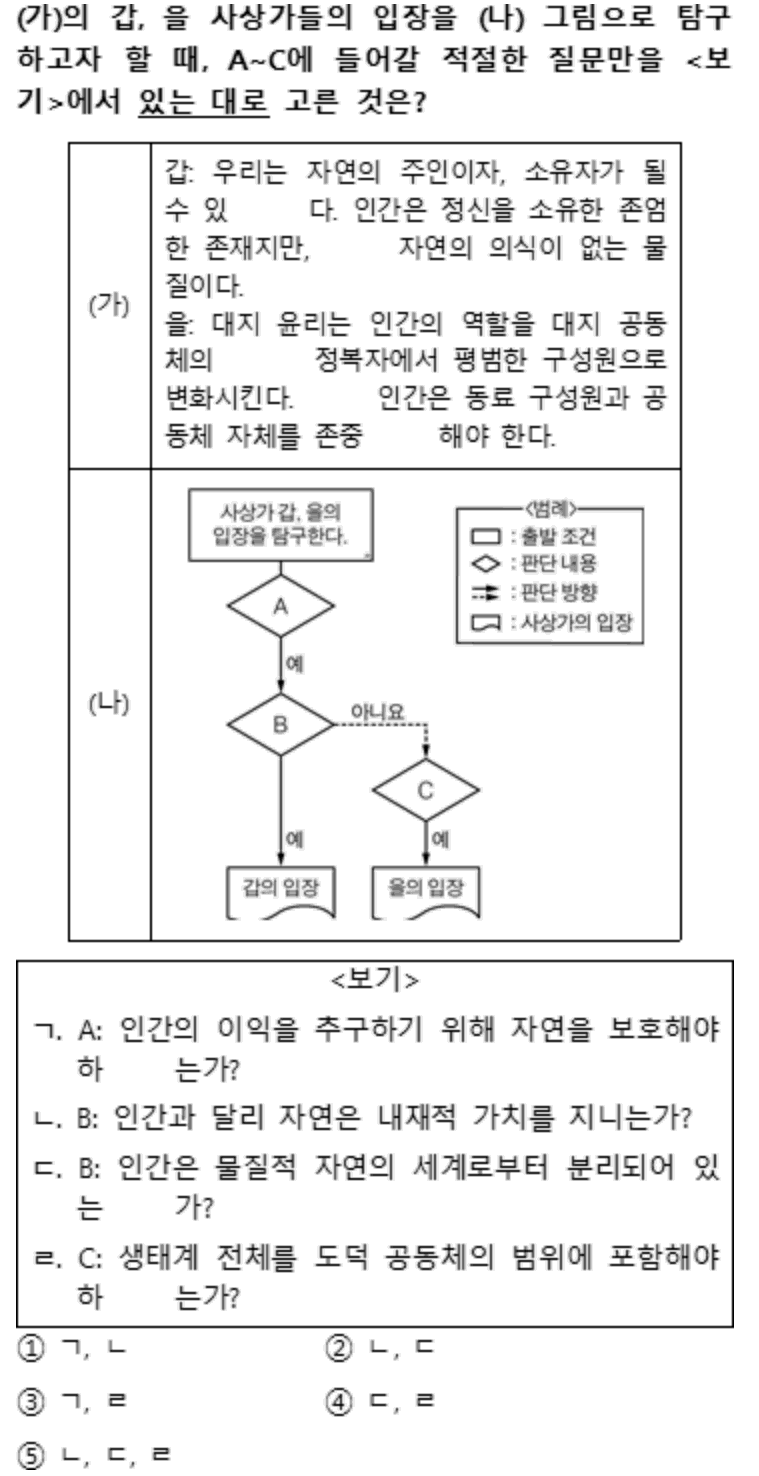 (가)의 갑, 을 사상가들의 입장을 (나) 그림으로 탐구
하고자 할 때, A~C에 들어갈 적절한 질문만을 <보
기>에서 있는 대로 고른 것은?
(가)
갑: 우리는 자연의 주인이자, 소유자가 될
수 있 다. 인간은 정신을 소유한 존엄
한 존재지만, 자연의 의식이 없는 물
질이다.
을: 대지 윤리는 인간의 역할을 대지 공동
체의 정복자에서 평범한 구성원으로
변화시킨다. 인간은 동료 구성원과 공
동체 자체를 존중 해야 한다.
(나)
사상가 갑, 을의
입장을 탐구한다.
A
예
B
아니요
C
예
예
갑의 입장
을의 입장
<범례>
: 출발 조건
: 판단 내용
: 판단 방향
: 사상가의 입장
<보기>
ㄱ. A: 인간의 이익을 추구하기 위해 자연을 보호해야
하 는가?
ㄴ. B: 인간과 달리 자연은 내재적 가치를 지니는가?
ㄷ. B: 인간은 물질적 자연의 세계로부터 분리되어 있
는 가?
ㄹ. C: 생태계 전체를 도덕 공동체의 범위에 포함해야
하 는가?
① ㄱ, ㄴ
② ㄴ, ㄷ
③ ㄱ, ㄹ
④ ㄷ, ㄹ
⑤ ㄴ, ㄷ, ㄹ